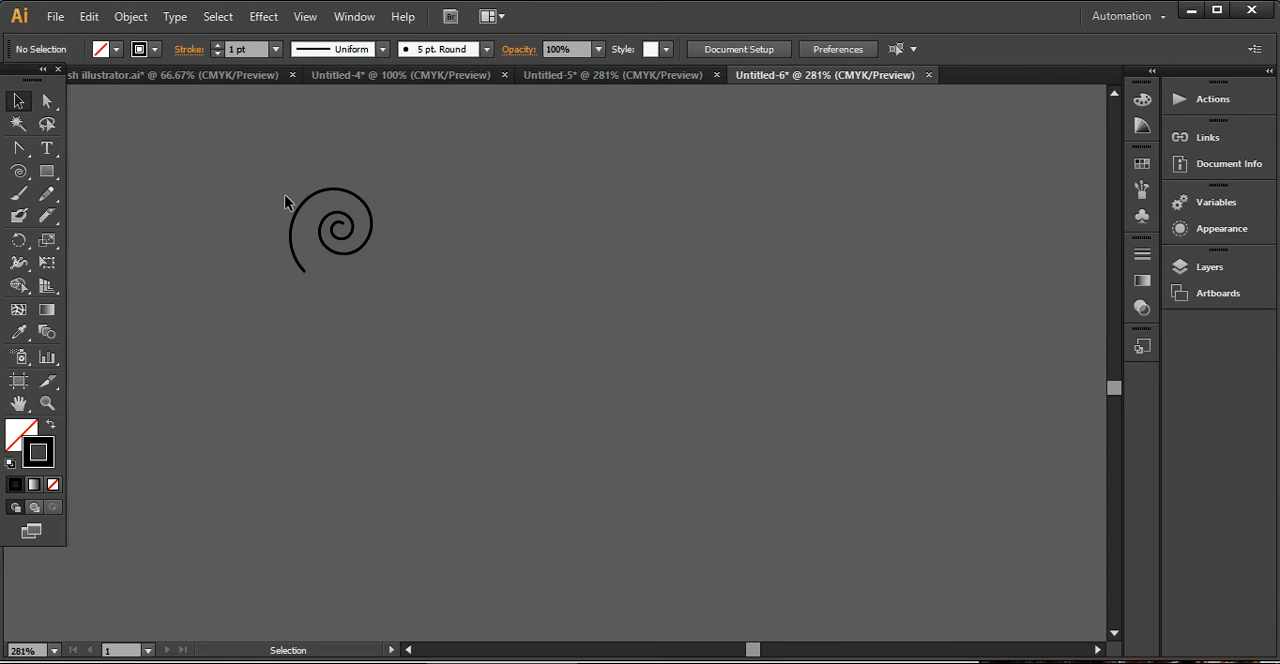 Ai File Edit Object Type Select Effect View Window Help Br Automation
No Selection Stroke: 1 pt Uniform 5 pt. Round Opacity: 100% Style: Document Setup Preferences
sh illustrator.ai* @ 66.67% (CMYK/Preview) Untitled-4* @ 100% (CMYK/Preview) Untitled-5* @ 281% (CMYK/Preview) Untitled-6* @ 281% (CMYK/Preview)
Actions
Links
Document Info
Variables
Appearance
Layers
Artboards
T
281% 1 Selection